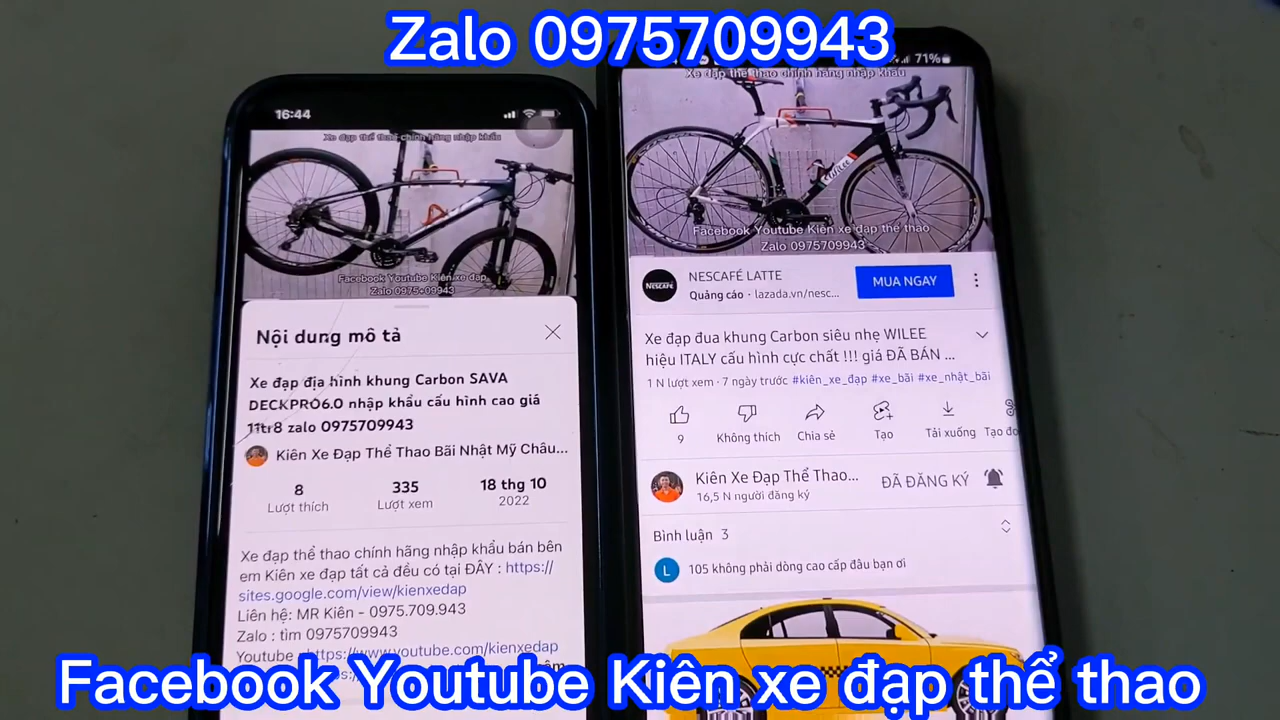 Zalo 0975709943
16:44
Xe đạp thể thao chính hãng nhập khẩu
Facebook Youtube Kiên xe đạp
Nội dung mô tả
Xe đạp địa hình khung Carbon SAVA
DECKPRO6.0 nhập khẩu cấu hình cao giá
11tr8 zalo 0975709943
Kiên Xe Đạp Thể Thao Bãi Nhật Mỹ Châu...
8
Lượt thích
335
Lượt xem
18 thg 10
2022
Xe đạp thể thao chính hãng nhập khẩu bán bên
em Kiên xe đạp tất cả đều có tại ĐÂY : https://
sites.google.com/view/kienxedap
Liên hệ: MR Kiên - 0975.709.943
Zalo : tìm 0975709943
Youtube : https://www.youtube.com/kienxedap
71%
Xe đạp thể thao chính hãng nhập khẩu
Facebook Youtube Kiên xe đạp thể thao
Zalo 0975709943
NESCAFÉ
NESCAFÉ LATTE
Quảng cáo · lazada.vn/nesc...
MUA NGAY
Xe đạp đua khung Carbon siêu nhẹ WILEE
hiệu ITALY cấu hình cực chất !!! giá ĐÃ BÁN ...
1 N lượt xem · 7 ngày trước #kiên_xe_đạp #xe_bãi #xe_nhật_bãi
9
Không thích
Chia sẻ
Tạo
Tải xuống
Tạo đo
Kiên Xe Đạp Thể Thao...
16,5 N người đăng ký
ĐÃ ĐĂNG KÝ
Bình luận 3
L
105 không phải dòng cao cấp đâu bạn ơi
Facebook Youtube Kiên xe đạp thể thao